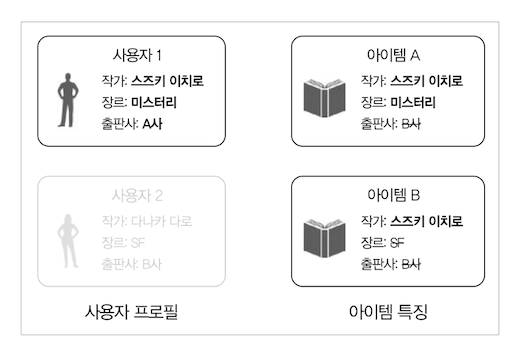 사용자 1
작가: 스즈키 이치로
장르: 미스터리
출판사: A사
아이템 A
작가: 스즈키 이치로
장르: 미스터리
출판사: B사
사용자 2
작가: 다나카 다로
장르: SF
출판사: B사
아이템 B
작가: 스즈키 이치로
장르: SF
출판사: B사
사용자 프로필
아이템 특징